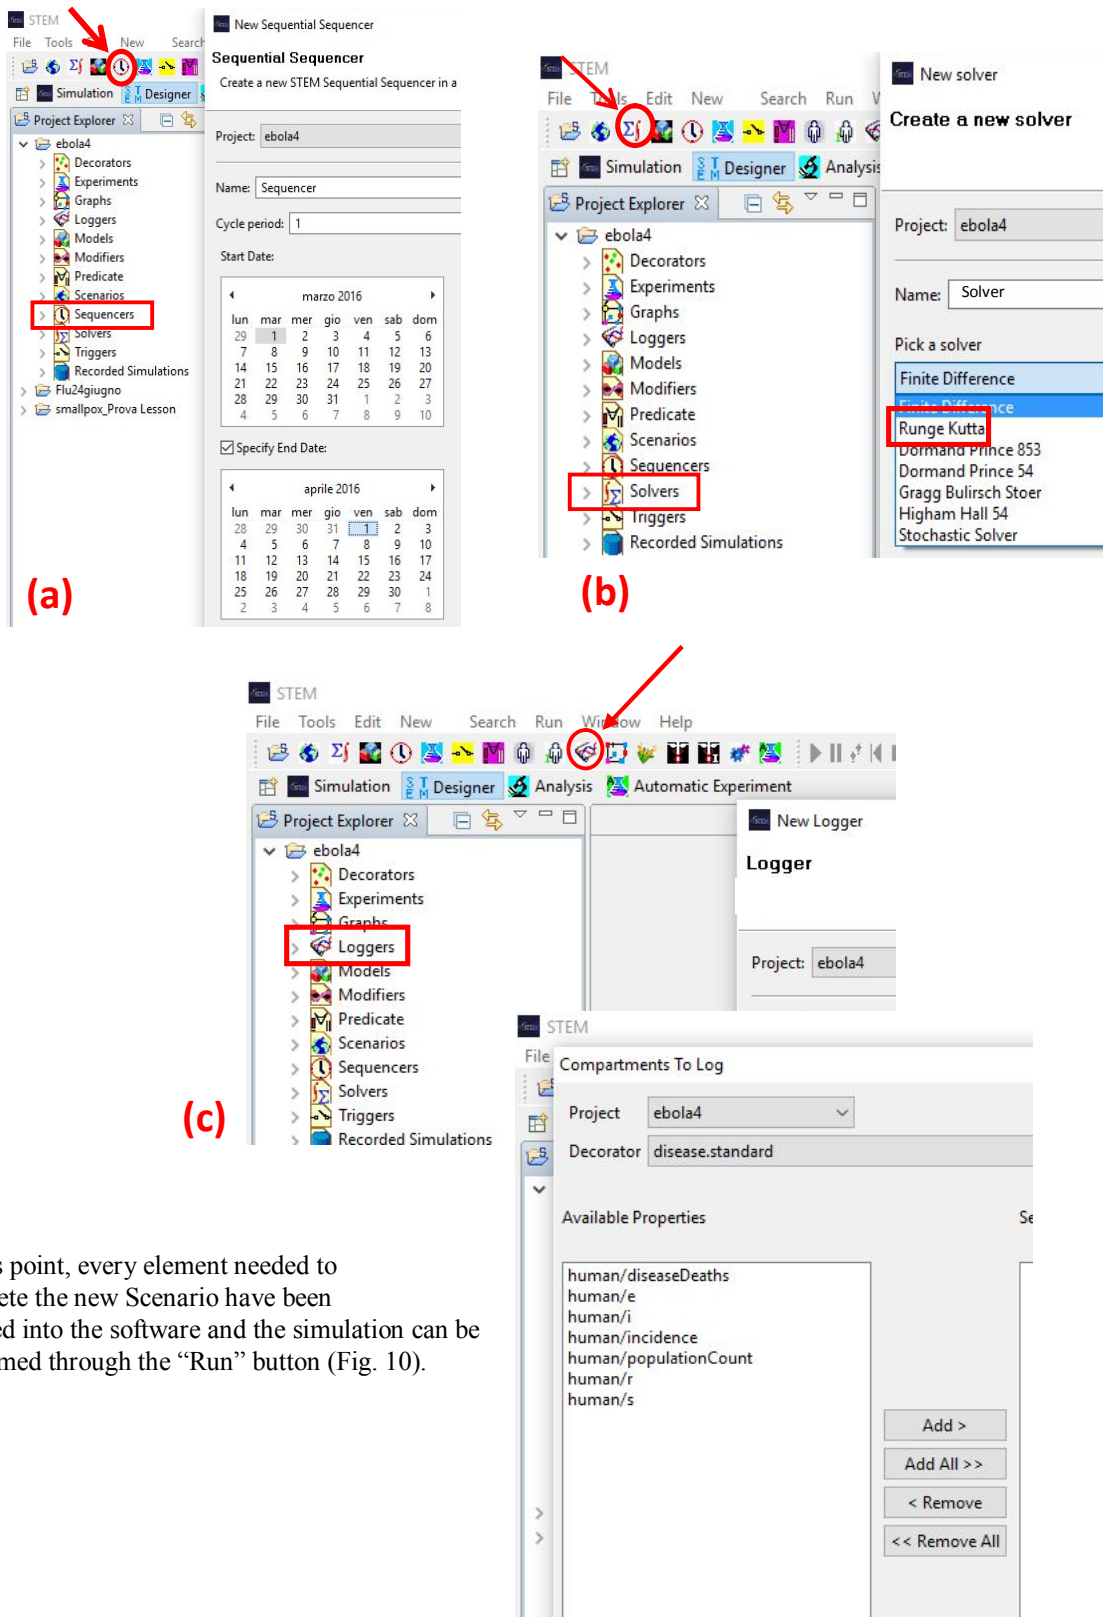 STEM
File Tools New Search
Simulation Designer
Project Explorer
ebola4
Decorators
Experiments
Graphs
Loggers
Models
Modifiers
Predicate
Scenarios
Sequencers
Solvers
Triggers
Recorded Simulations
Flu24giugno
smallpox_Prova Lesson
New Sequential Sequencer
Sequential Sequencer
Create a new STEM Sequential Sequencer in a
Project: ebola4
Name: Sequencer
Cycle period: 1
Start Date:
marzo 2016
lun mar mer gio ven sab dom
29 1 2 3 4 5 6
7 8 9 10 11 12 13
14 15 16 17 18 19 20
21 22 23 24 25 26 27
28 29 30 31 1 2 3
4 5 6 7 8 9 10
Specify End Date:
aprile 2016
lun mar mer gio ven sab dom
28 29 30 31 1 2 3
4 5 6 7 8 9 10
11 12 13 14 15 16 17
18 19 20 21 22 23 24
25 26 27 28 29 30 1
2 3 4 5 6 7 8
(a)
STEM
File Tools Edit New Search Run
Simulation Designer Analysis
Project Explorer
ebola4
Decorators
Experiments
Graphs
Loggers
Models
Modifiers
Predicate
Scenarios
Sequencers
Solvers
Triggers
Recorded Simulations
New solver
Create a new solver
Project: ebola4
Name: Solver
Pick a solver
Finite Difference
Finite Difference
Runge Kutta
Dormand Prince 853
Dormand Prince 54
Gragg Bulirsch Stoer
Higham Hall 54
Stochastic Solver
(b)
STEM
File Tools Edit New Search Run Window Help
Simulation Designer Analysis Automatic Experiment
Project Explorer
ebola4
Decorators
Experiments
Graphs
Loggers
Models
Modifiers
Predicate
Scenarios
Sequencers
Solvers
Triggers
Recorded Simulations
New Logger
Logger
Project: ebola4
(c)
STEM
File
Compartments To Log
Project ebola4
Decorator disease.standard
Available Properties
Se
human/diseaseDeaths
human/e
human/i
human/incidence
human/populationCount
human/r
human/s
Add >
Add All >>
< Remove
<< Remove All
s point, every element needed to
ete the new Scenario have been
ed into the software and the simulation can be
med through the “Run” button (Fig. 10).